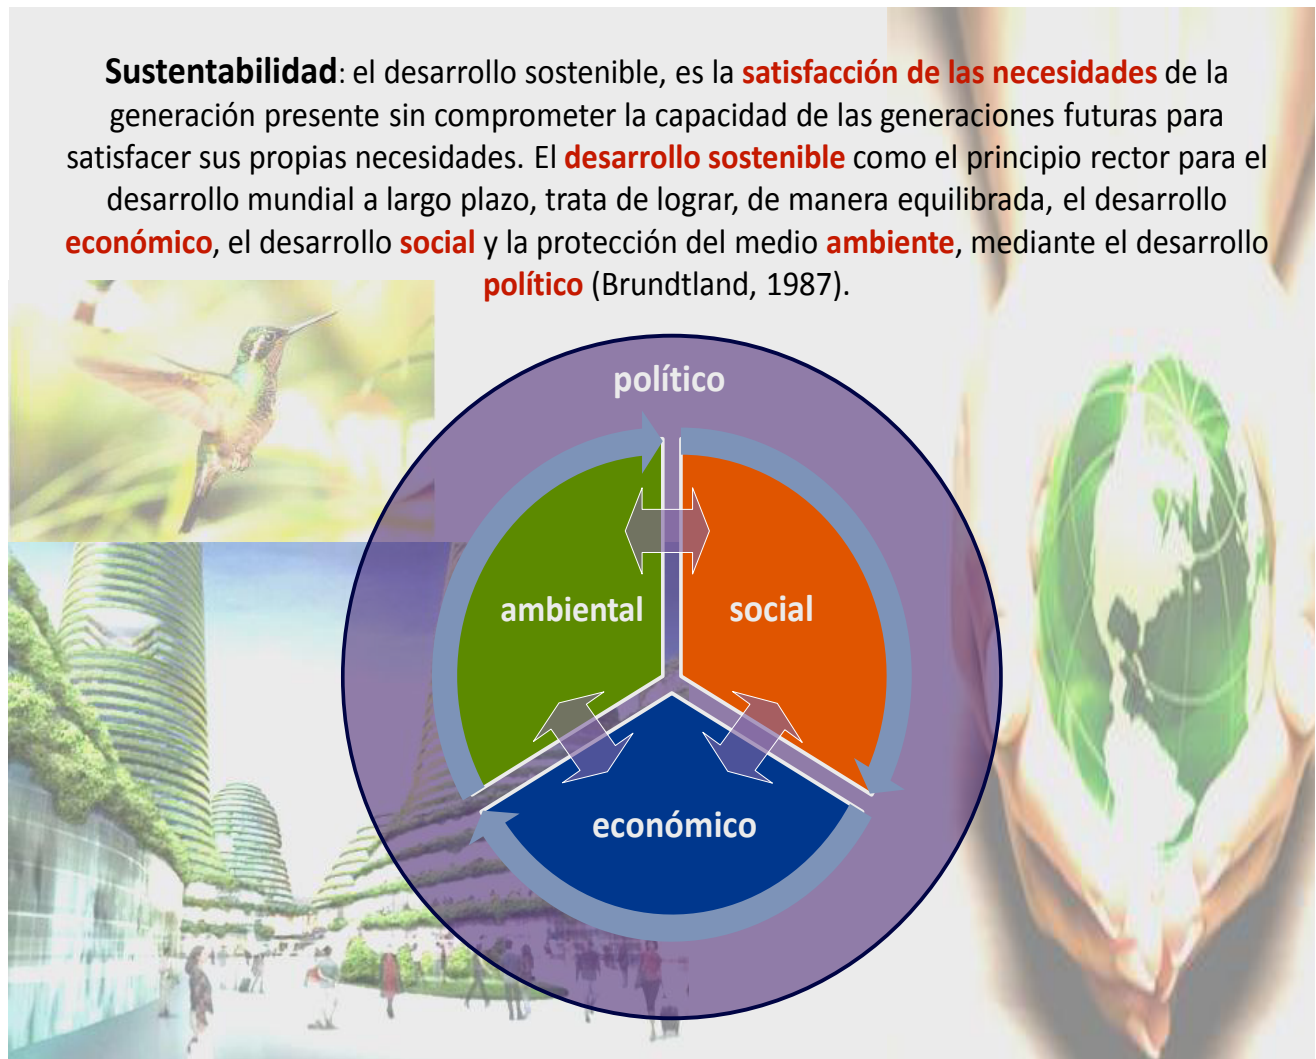 Sustentabilidad: el desarrollo sostenible, es la satisfacción de las necesidades de la
generación presente sin comprometer la capacidad de las generaciones futuras para
satisfacer sus propias necesidades. El desarrollo sostenible como el principio rector para el
desarrollo mundial a largo plazo, trata de lograr, de manera equilibrada, el desarrollo
económico, el desarrollo social y la protección del medio ambiente, mediante el desarrollo
político (Brundtland, 1987).
político
ambiental
social
económico